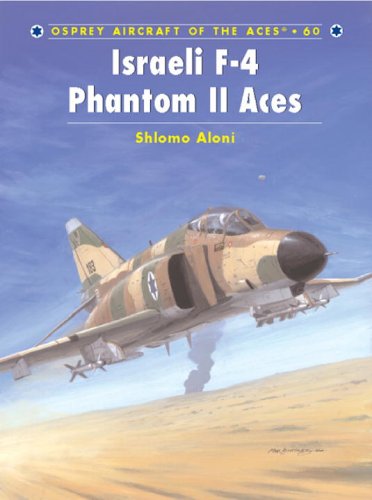 OSPREY AIRCRAFT OF THE ACES® • 60
Israeli F-4
Phantom II Aces
Shlomo Aloni